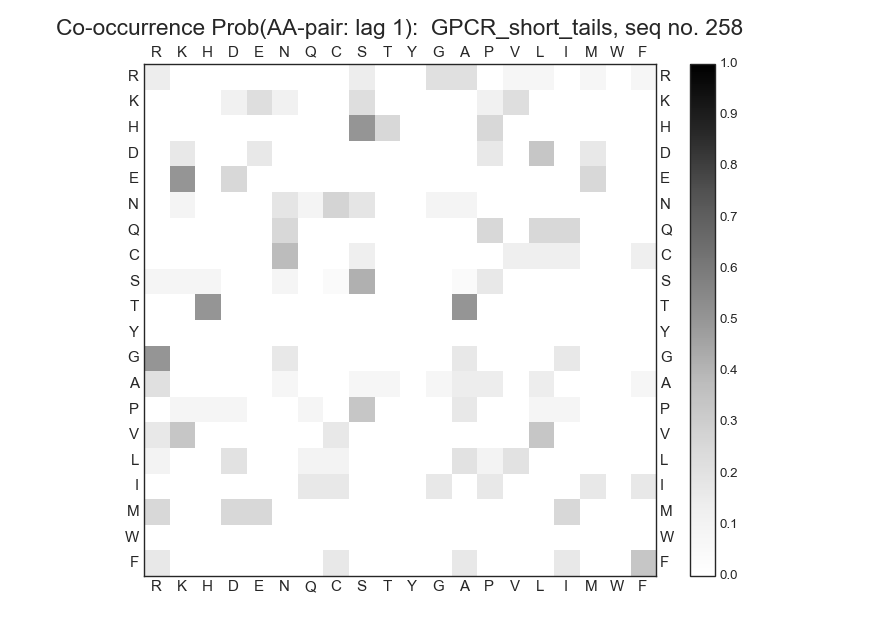 Co-occurrence Prob(AA-pair: lag 1):  GPCR_short_tails, seq no. 258
R K H D E N Q C S T Y G A P V L I M W F
R R 1.0
K K 0.9
H H
D D 0.8
E E
N N 0.7
Q Q 0.6
C C
S S 0.5
T T
Y Y 0.4
G G
A A 0.3
P P
V V 0.2
L L
I I 0.1
M M
W W
F F 0.0
R K H D E N Q C S T Y G A P V L I M W F